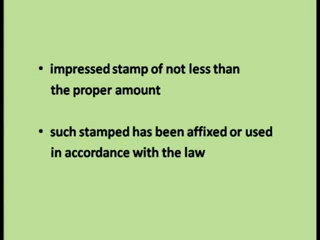 • impressed stamp of not less than
the proper amount
• such stamped has been affixed or used
in accordance with the law